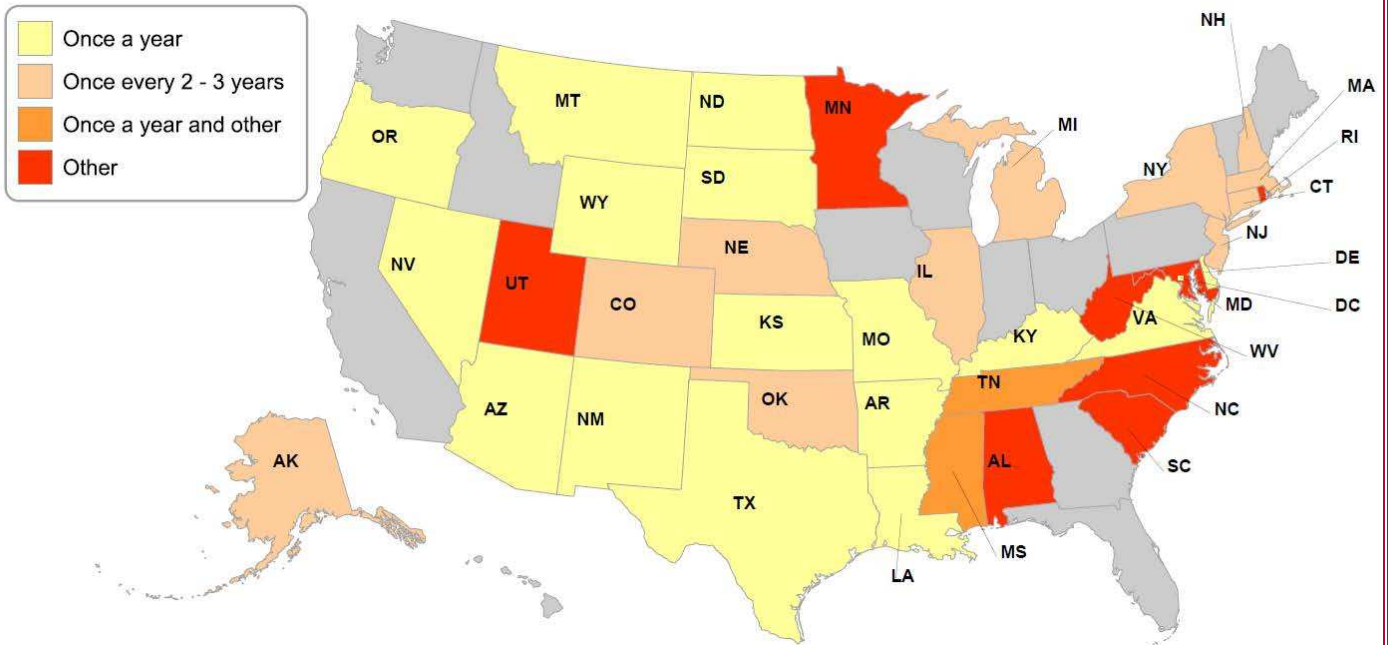 Once a year
Once every 2 - 3 years
Once a year and other
Other
NH
MA
MT
ND
MN
MI
RI
OR
NY
CT
SD
WY
NJ
NE
DE
NV
IL
UT
CO
MD
DC
KS
VA
MO
KY
WV
TN
OK
AR
AZ
NM
NC
AK
AL
SC
TX
MS
LA